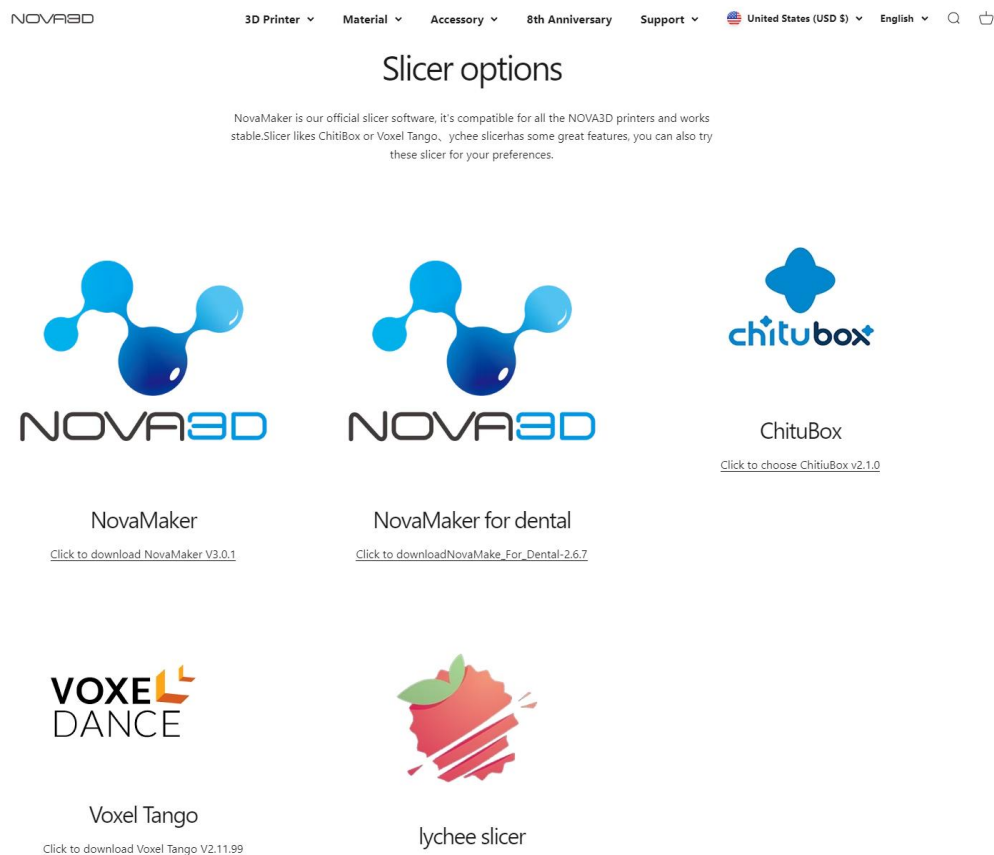 NOVA3D 3D Printer Material Accessory 8th Anniversary Support United States (USD $) English
Slicer options
NovaMaker is our official slicer software, it's compatible for all the NOVA3D printers and works
stable.Slicer likes ChitiBox or Voxel Tango、ychee slicerhas some great features, you can also try
these slicer for your preferences.
NOVA3D
NovaMaker
Click to download NovaMaker V3.0.1
NOVA3D
NovaMaker for dental
Click to downloadNovaMake_For_Dental-2.6.7
chitubox
ChituBox
Click to choose ChitiuBox v2.1.0
VOXEL
DANCE
Voxel Tango
Click to download Voxel Tango V2.11.99
lychee slicer